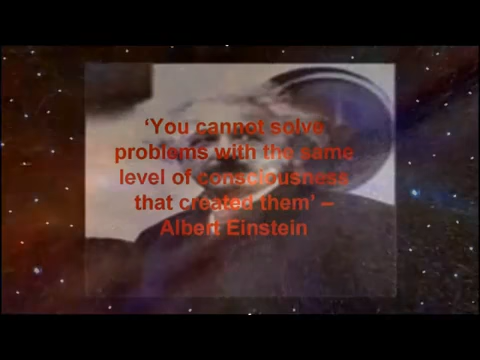 ‘You cannot solve
problems with the same
level of consciousness
that created them’ –
Albert Einstein